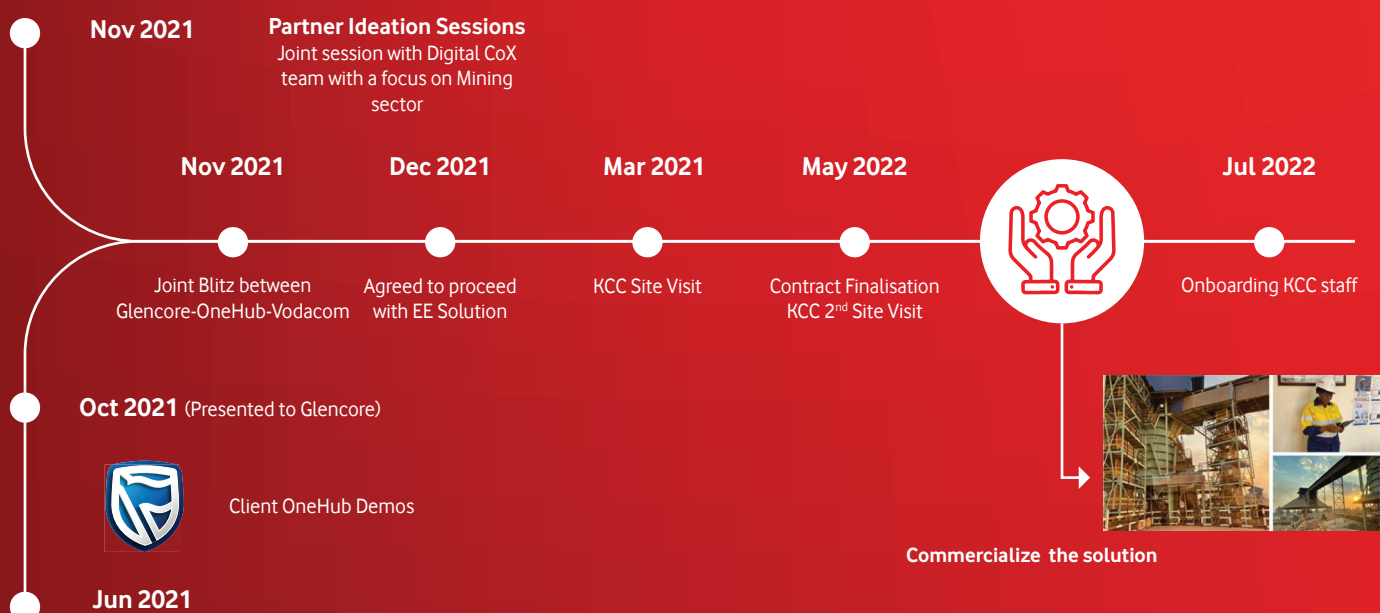 Nov 2021
Partner Ideation Sessions
Joint session with Digital CoX
team with a focus on Mining
sector
Nov 2021
Joint Blitz between
Glencore-OneHub-Vodacom
Dec 2021
Agreed to proceed
with EE Solution
Mar 2021
KCC Site Visit
May 2022
Contract Finalisation
KCC 2nd Site Visit
Jul 2022
Onboarding KCC staff
Oct 2021 (Presented to Glencore)
Client OneHub Demos
Commercialize the solution
Jun 2021